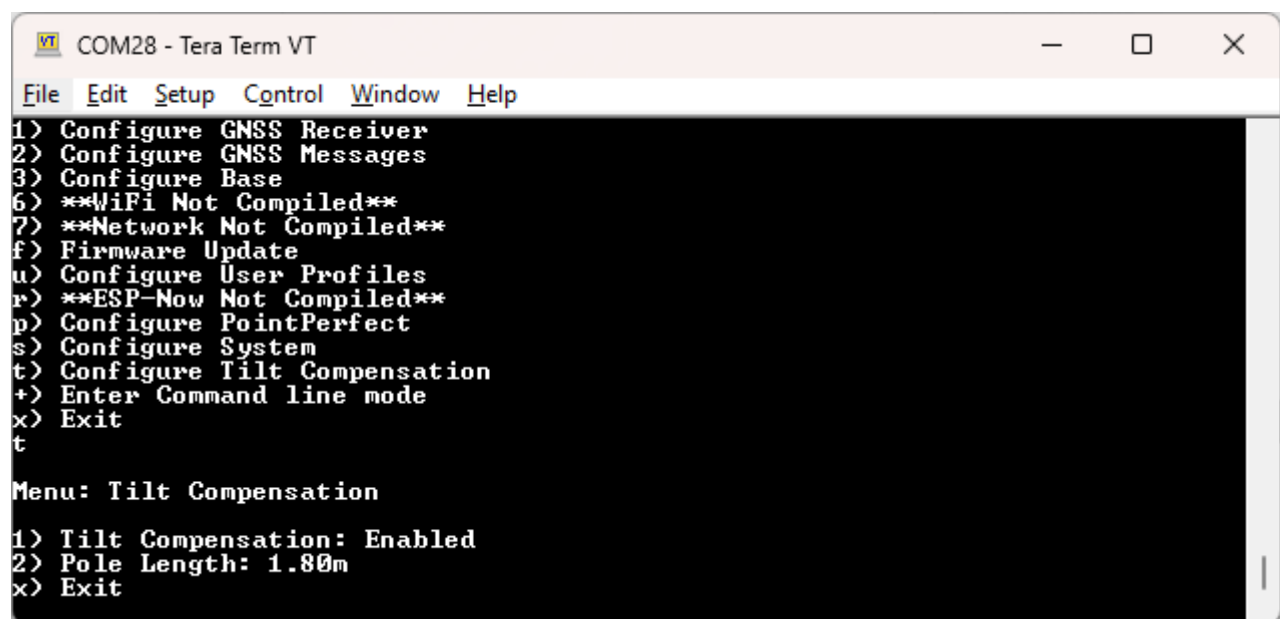 COM28 - Tera Term VT
File Edit Setup Control Window Help
1) Configure GNSS Receiver
2) Configure GNSS Messages
3) Configure Base
6) **WiFi Not Compiled**
7) **Network Not Compiled**
f) Firmware Update
u) Configure User Profiles
r) **ESP-Now Not Compiled**
p) Configure PointPerfect
s) Configure System
t) Configure Tilt Compensation
+) Enter Command line mode
x) Exit
t
Menu: Tilt Compensation
1) Tilt Compensation: Enabled
2) Pole Length: 1.80m
x) Exit